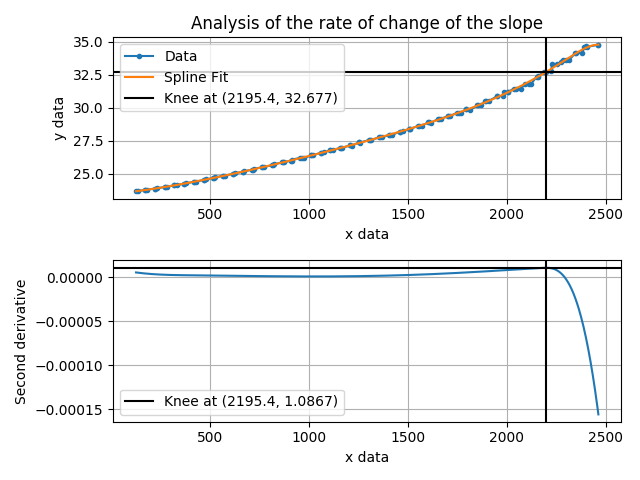 Analysis of the rate of change of the slope
35.0
32.5
30.0
27.5
25.0
y data
Data
Spline Fit
Knee at (2195.4, 32.677)
500
1000
1500
2000
2500
x data
0.00000
−0.00005
−0.00010
−0.00015
Second derivative
Knee at (2195.4, 1.0867)
500
1000
1500
2000
2500
x data